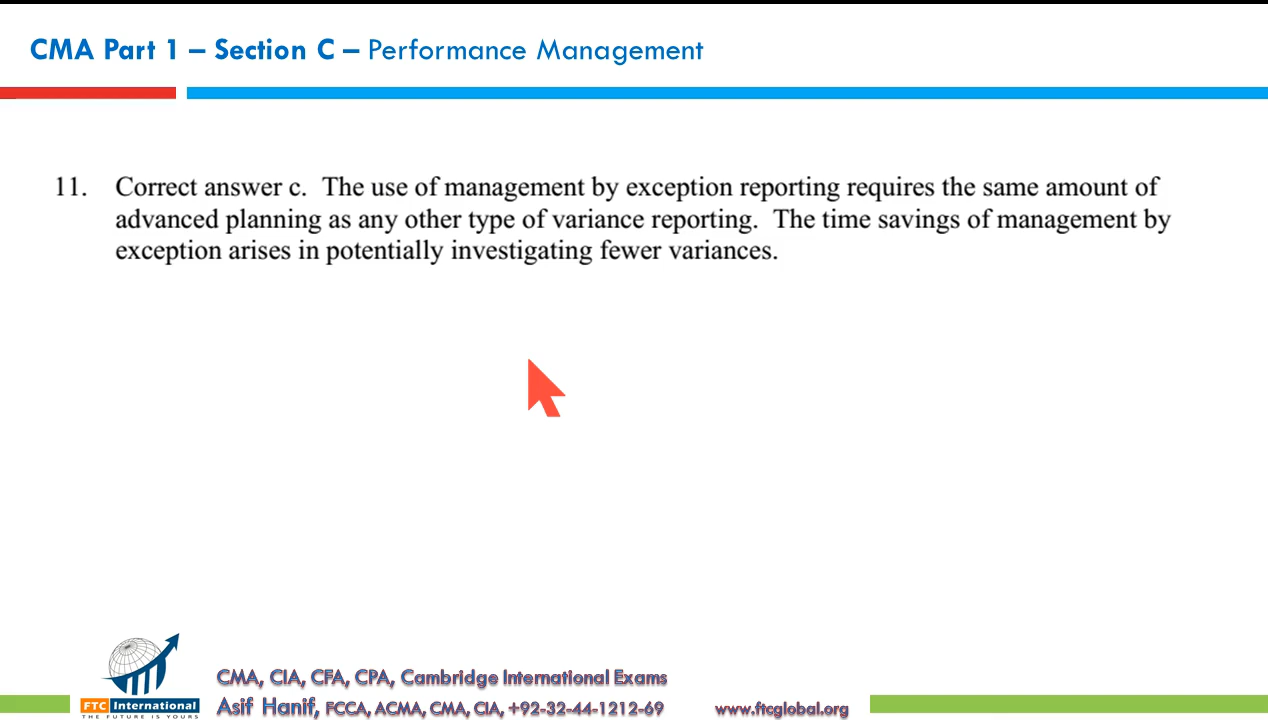 CMA Part 1 – Section C – Performance Management
11. Correct answer c. The use of management by exception reporting requires the same amount of
advanced planning as any other type of variance reporting. The time savings of management by
exception arises in potentially investigating fewer variances.
CMA, CIA, CFA, CPA, Cambridge International Exams
FTC International
THE FUTURE IS YOURS
Asif Hanif, FCCA, ACMA, CMA, CIA, +92-32-44-1212-69
www.ftcglobal.org